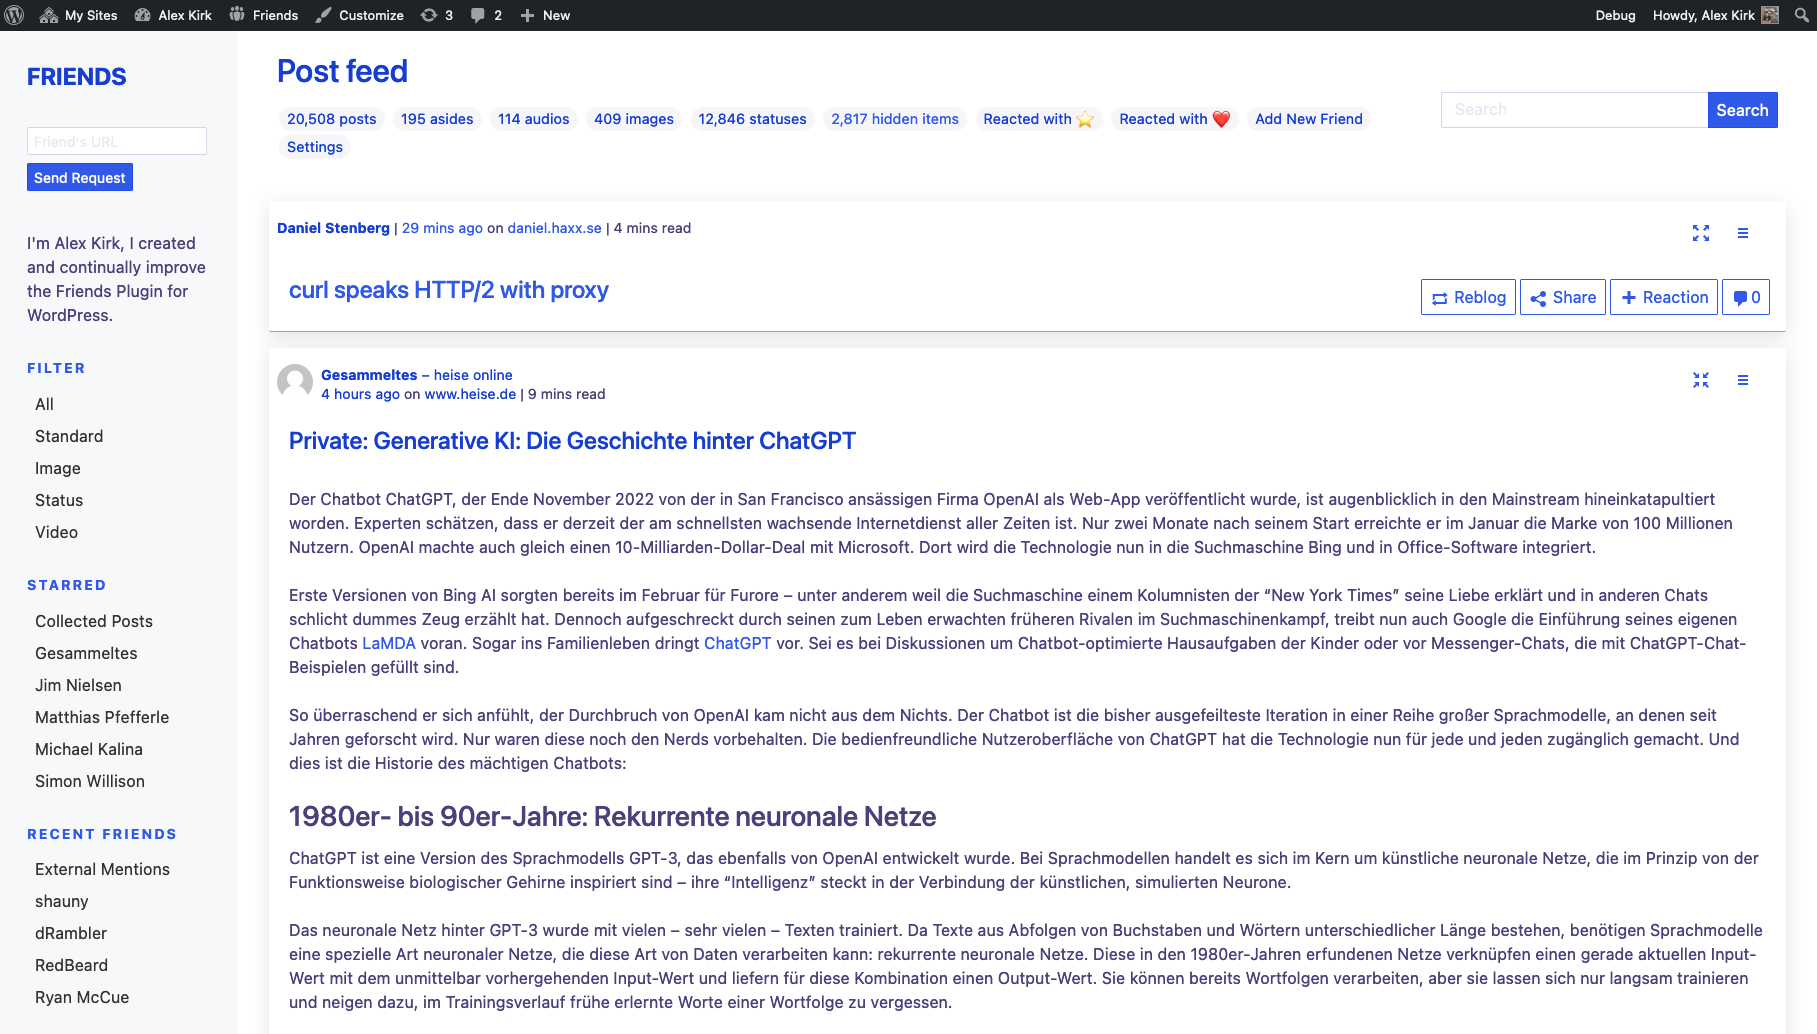 My Sites Alex Kirk Friends Customize 3 2 New Debug Howdy, Alex Kirk
FRIENDS
Friend's URL
Send Request
I'm Alex Kirk, I created
and continually improve
the Friends Plugin for
WordPress.
FILTER
All
Standard
Image
Status
Video
STARRED
Collected Posts
Gesammeltes
Jim Nielsen
Matthias Pfefferle
Michael Kalina
Simon Willison
RECENT FRIENDS
External Mentions
shauny
dRambler
RedBeard
Ryan McCue
Post feed
20,508 posts 195 asides 114 audios 409 images 12,846 statuses 2,817 hidden items Reacted with ⭐ Reacted with ❤️ Add New Friend
Settings
Search Search
Daniel Stenberg | 29 mins ago on daniel.haxx.se | 4 mins read
curl speaks HTTP/2 with proxy
Reblog Share Reaction 0
Gesammeltes – heise online
4 hours ago on www.heise.de | 9 mins read
Private: Generative KI: Die Geschichte hinter ChatGPT
Der Chatbot ChatGPT, der Ende November 2022 von der in San Francisco ansässigen Firma OpenAI als Web-App veröffentlicht wurde, ist augenblicklich in den Mainstream hineinkatapultiert
worden. Experten schätzen, dass er derzeit der am schnellsten wachsende Internetdienst aller Zeiten ist. Nur zwei Monate nach seinem Start erreichte er im Januar die Marke von 100 Millionen
Nutzern. OpenAI machte auch gleich einen 10-Milliarden-Dollar-Deal mit Microsoft. Dort wird die Technologie nun in die Suchmaschine Bing und in Office-Software integriert.
Erste Versionen von Bing AI sorgten bereits im Februar für Furore – unter anderem weil die Suchmaschine einem Kolumnisten der “New York Times” seine Liebe erklärt und in anderen Chats
schlicht dummes Zeug erzählt hat. Dennoch aufgeschreckt durch seinen zum Leben erwachten früheren Rivalen im Suchmaschinenkampf, treibt nun auch Google die Einführung seines eigenen
Chatbots LaMDA voran. Sogar ins Familienleben dringt ChatGPT vor. Sei es bei Diskussionen um Chatbot-optimierte Hausaufgaben der Kinder oder vor Messenger-Chats, die mit ChatGPT-Chat-
Beispielen gefüllt sind.
So überraschend er sich anfühlt, der Durchbruch von OpenAI kam nicht aus dem Nichts. Der Chatbot ist die bisher ausgefeilteste Iteration in einer Reihe großer Sprachmodelle, an denen seit
Jahren geforscht wird. Nur waren diese noch den Nerds vorbehalten. Die bedienfreundliche Nutzeroberfläche von ChatGPT hat die Technologie nun für jede und jeden zugänglich gemacht. Und
dies ist die Historie des mächtigen Chatbots:
1980er- bis 90er-Jahre: Rekurrente neuronale Netze
ChatGPT ist eine Version des Sprachmodells GPT-3, das ebenfalls von OpenAI entwickelt wurde. Bei Sprachmodellen handelt es sich im Kern um künstliche neuronale Netze, die im Prinzip von der
Funktionsweise biologischer Gehirne inspiriert sind – ihre “Intelligenz” steckt in der Verbindung der künstlichen, simulierten Neurone.
Das neuronale Netz hinter GPT-3 wurde mit vielen – sehr vielen – Texten trainiert. Da Texte aus Abfolgen von Buchstaben und Wörtern unterschiedlicher Länge bestehen, benötigen Sprachmodelle
eine spezielle Art neuronaler Netze, die diese Art von Daten verarbeiten kann: rekurrente neuronale Netze. Diese in den 1980er-Jahren erfundenen Netze verknüpfen einen gerade aktuellen Input-
Wert mit dem unmittelbar vorhergehenden Input-Wert und liefern für diese Kombination einen Output-Wert. Sie können bereits Wortfolgen verarbeiten, aber sie lassen sich nur langsam trainieren
und neigen dazu, im Trainingsverlauf frühe erlernte Worte einer Wortfolge zu vergessen.